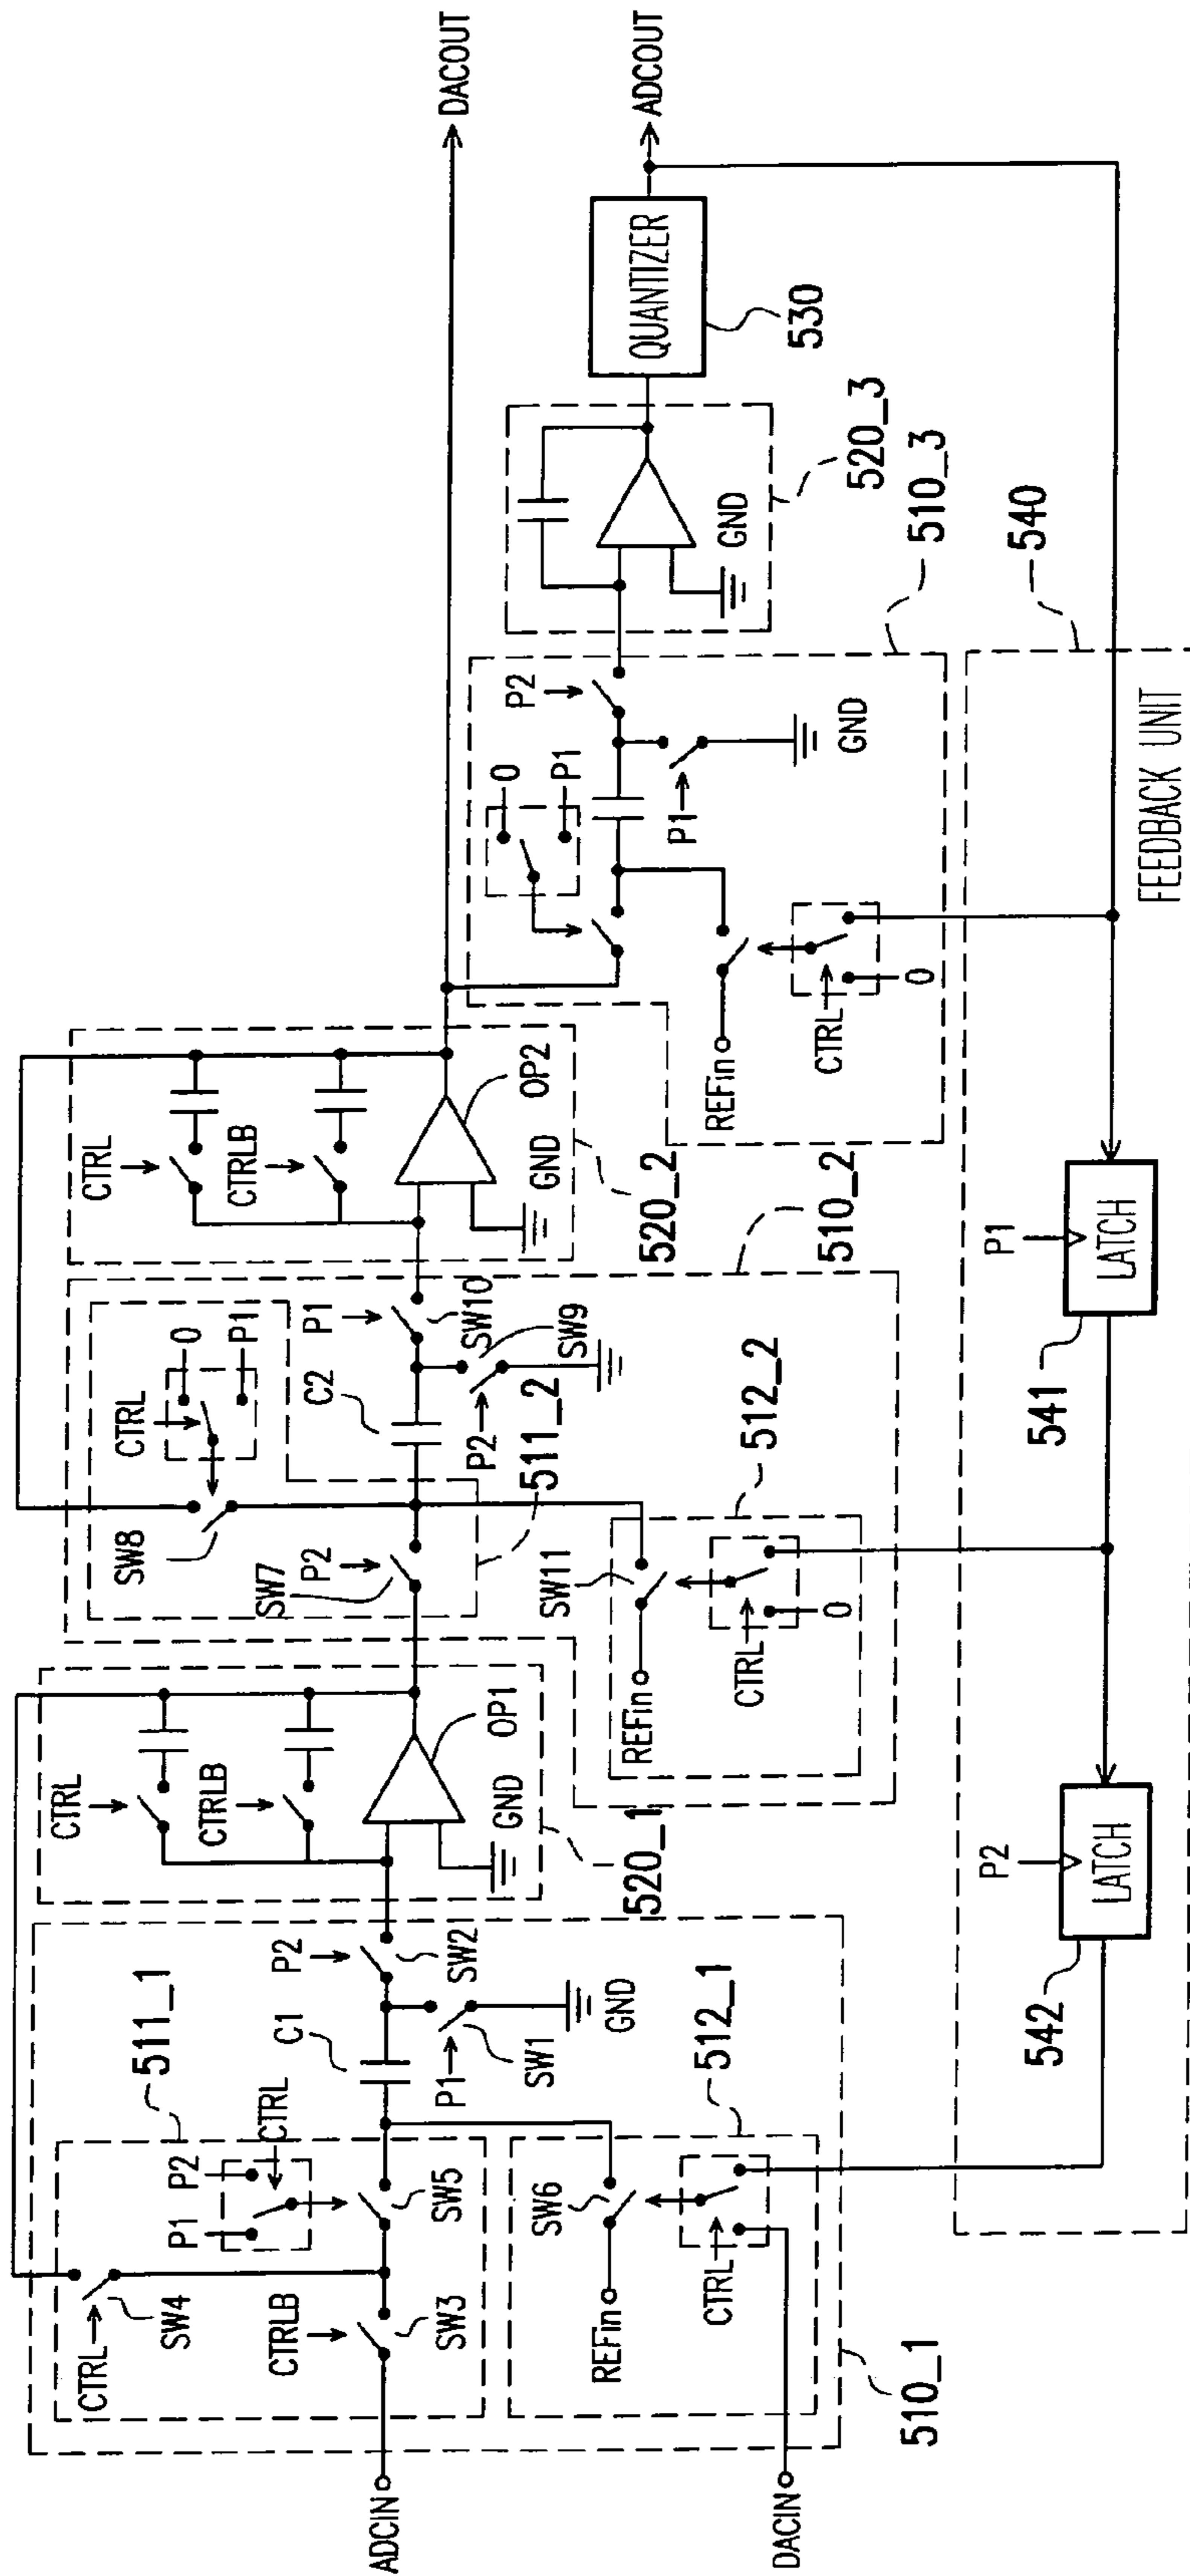 ADCIN
DACIN
510_1
511_1
CTRL
SW4
P1
P2
CTRL
CTRLB
SW3
SW5
C1
P1
SW1
GND
P2
SW2
512_1
REFin
SW6
CTRL
520_1
CTRL
CTRLB
OP1
GND
510_2
511_2
SW7
P2
SW8
CTRL
0
P1
C2
P2
SW9
P1
SW10
512_2
REFin
SW11
CTRL
0
520_2
CTRL
CTRLB
OP2
GND
DACOUT
510_3
0
P1
P2
P1
GND
REFin
CTRL
0
520_3
GND
QUANTIZER
530
ADCOUT
540
FEEDBACK UNIT
P1
LATCH
541
P2
LATCH
542